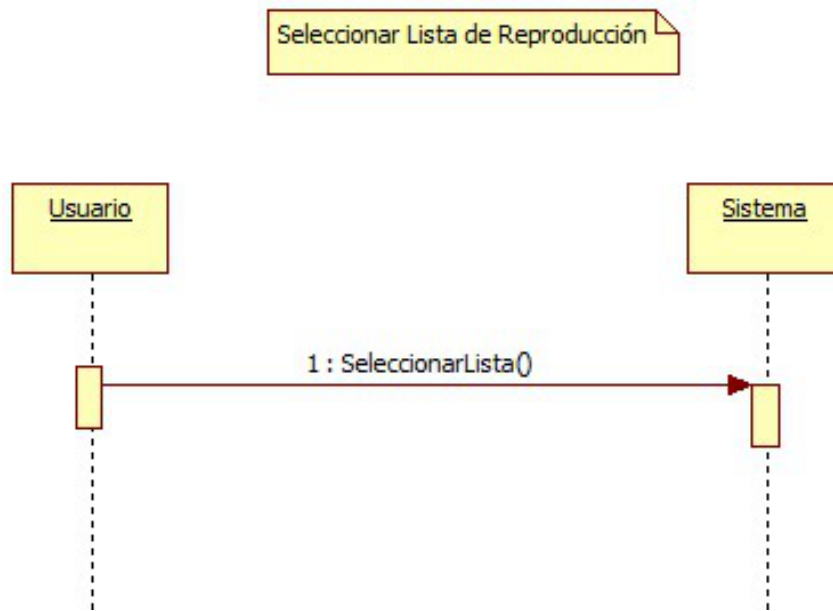 Seleccionar Lista de Reproducción
Usuario
Sistema
1 : SeleccionarLista()